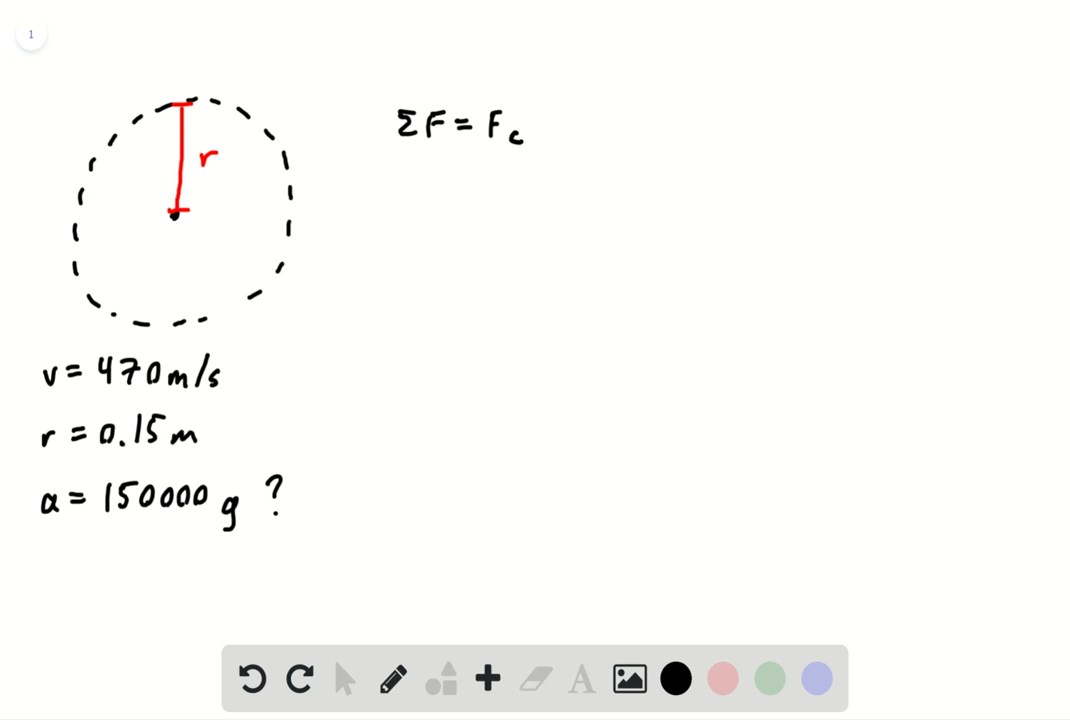 1
r
ΣF = Fc
v = 470 m/s
r = 0.15 m
a = 150000 g ?
A